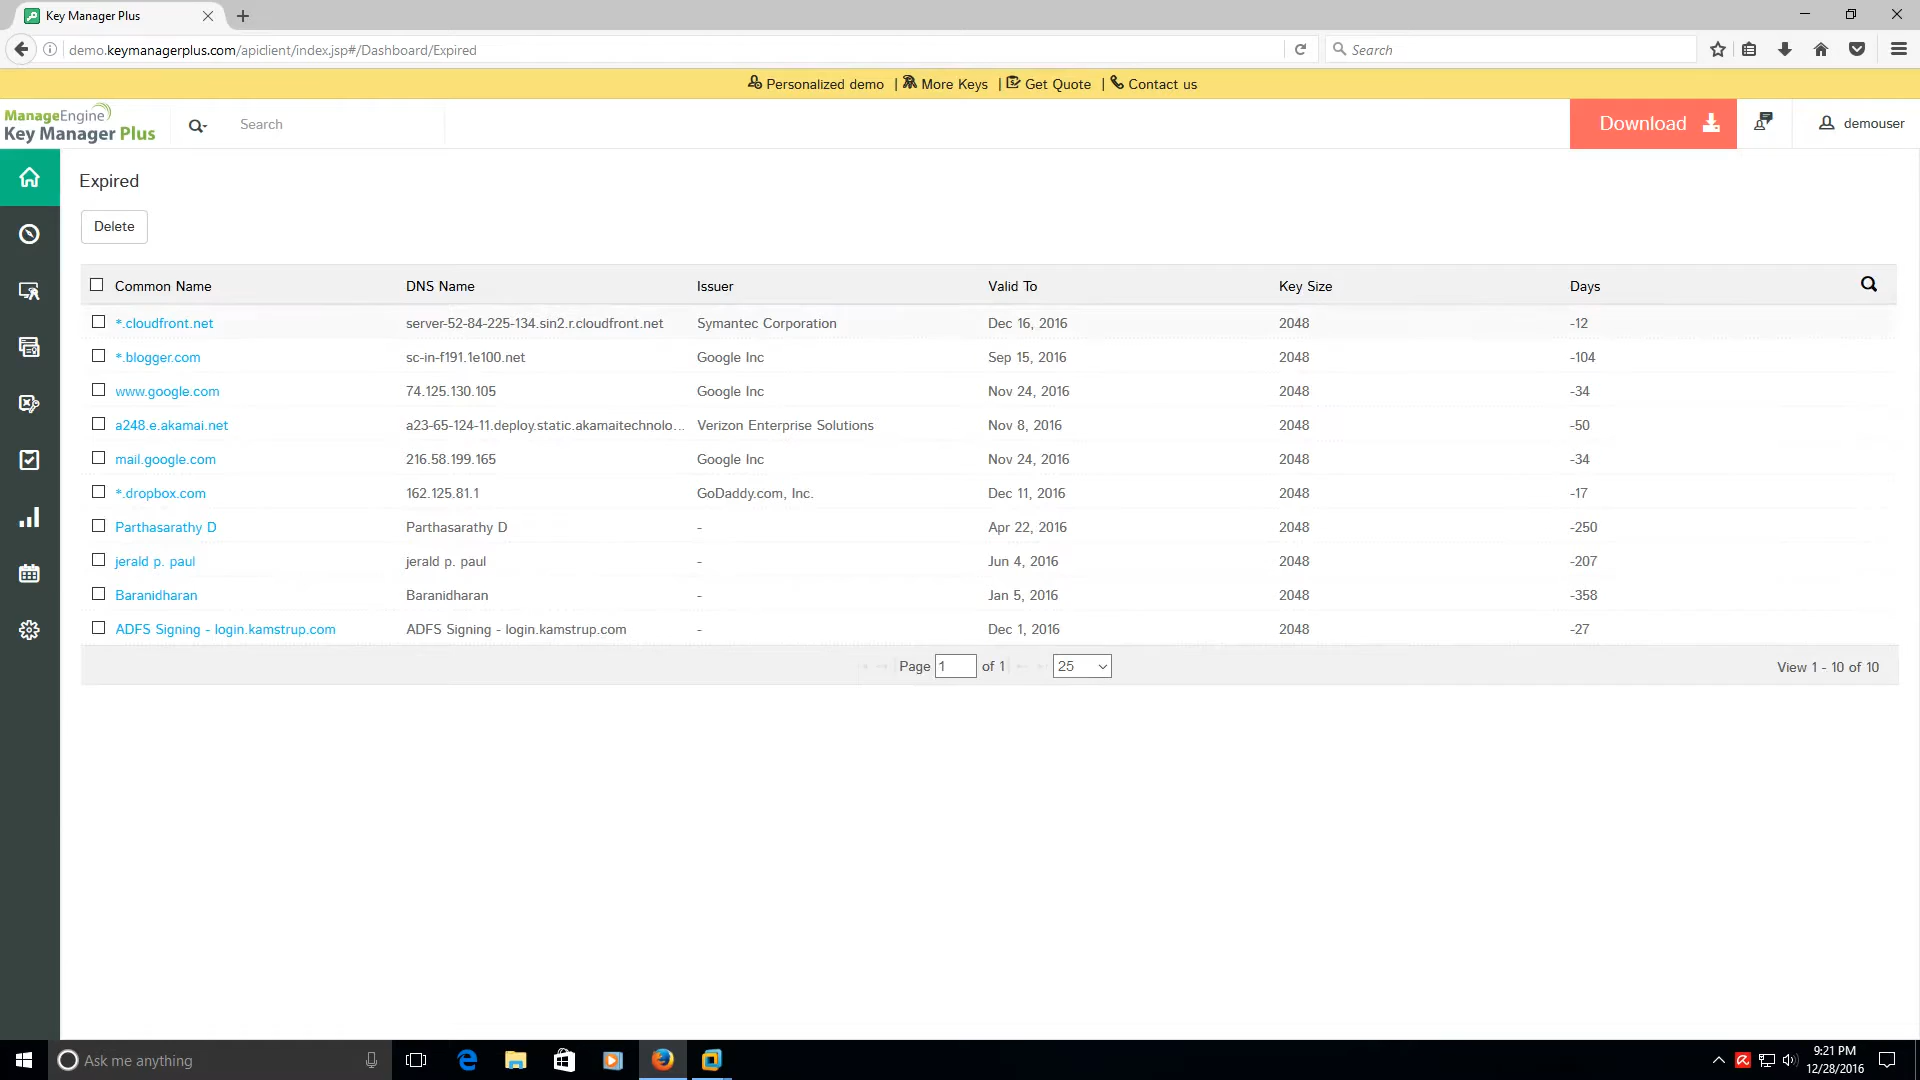 Key Manager Plus
demo.keymanagerplus.com/apiclient/index.jsp#/Dashboard/Expired
Search
Personalized demo | More Keys | Get Quote | Contact us
ManageEngine
Key Manager Plus
Search
Download
demouser
Expired
Delete
Common Name DNS Name Issuer Valid To Key Size Days
*.cloudfront.net server-52-84-225-134.sin2.r.cloudfront.net Symantec Corporation Dec 16, 2016 2048 -12
*.blogger.com sc-in-f191.1e100.net Google Inc Sep 15, 2016 2048 -104
www.google.com 74.125.130.105 Google Inc Nov 24, 2016 2048 -34
a248.e.akamai.net a23-65-124-11.deploy.static.akamaitechnolo... Verizon Enterprise Solutions Nov 8, 2016 2048 -50
mail.google.com 216.58.199.165 Google Inc Nov 24, 2016 2048 -34
*.dropbox.com 162.125.81.1 GoDaddy.com, Inc. Dec 11, 2016 2048 -17
Parthasarathy D Parthasarathy D - Apr 22, 2016 2048 -250
jerald p. paul jerald p. paul - Jun 4, 2016 2048 -207
Baranidharan Baranidharan - Jan 5, 2016 2048 -358
ADFS Signing - login.kamstrup.com ADFS Signing - login.kamstrup.com - Dec 1, 2016 2048 -27
Page 1 of 1 25 View 1 - 10 of 10
Ask me anything
9:21 PM
12/28/2016